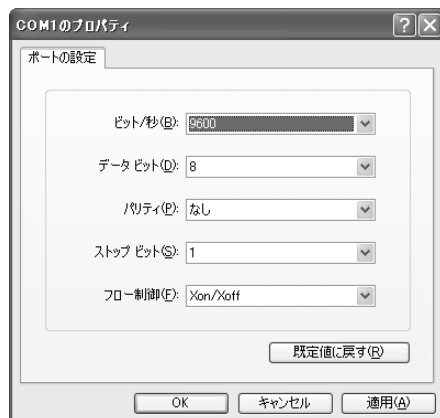 COM1のプロパティ
ポートの設定
ビット/秒(B): 9600
データ ビット(D): 8
パリティ(P): なし
ストップ ビット(S): 1
フロー制御(F): Xon/Xoff
既定値に戻す(R)
OK キャンセル 適用(A)